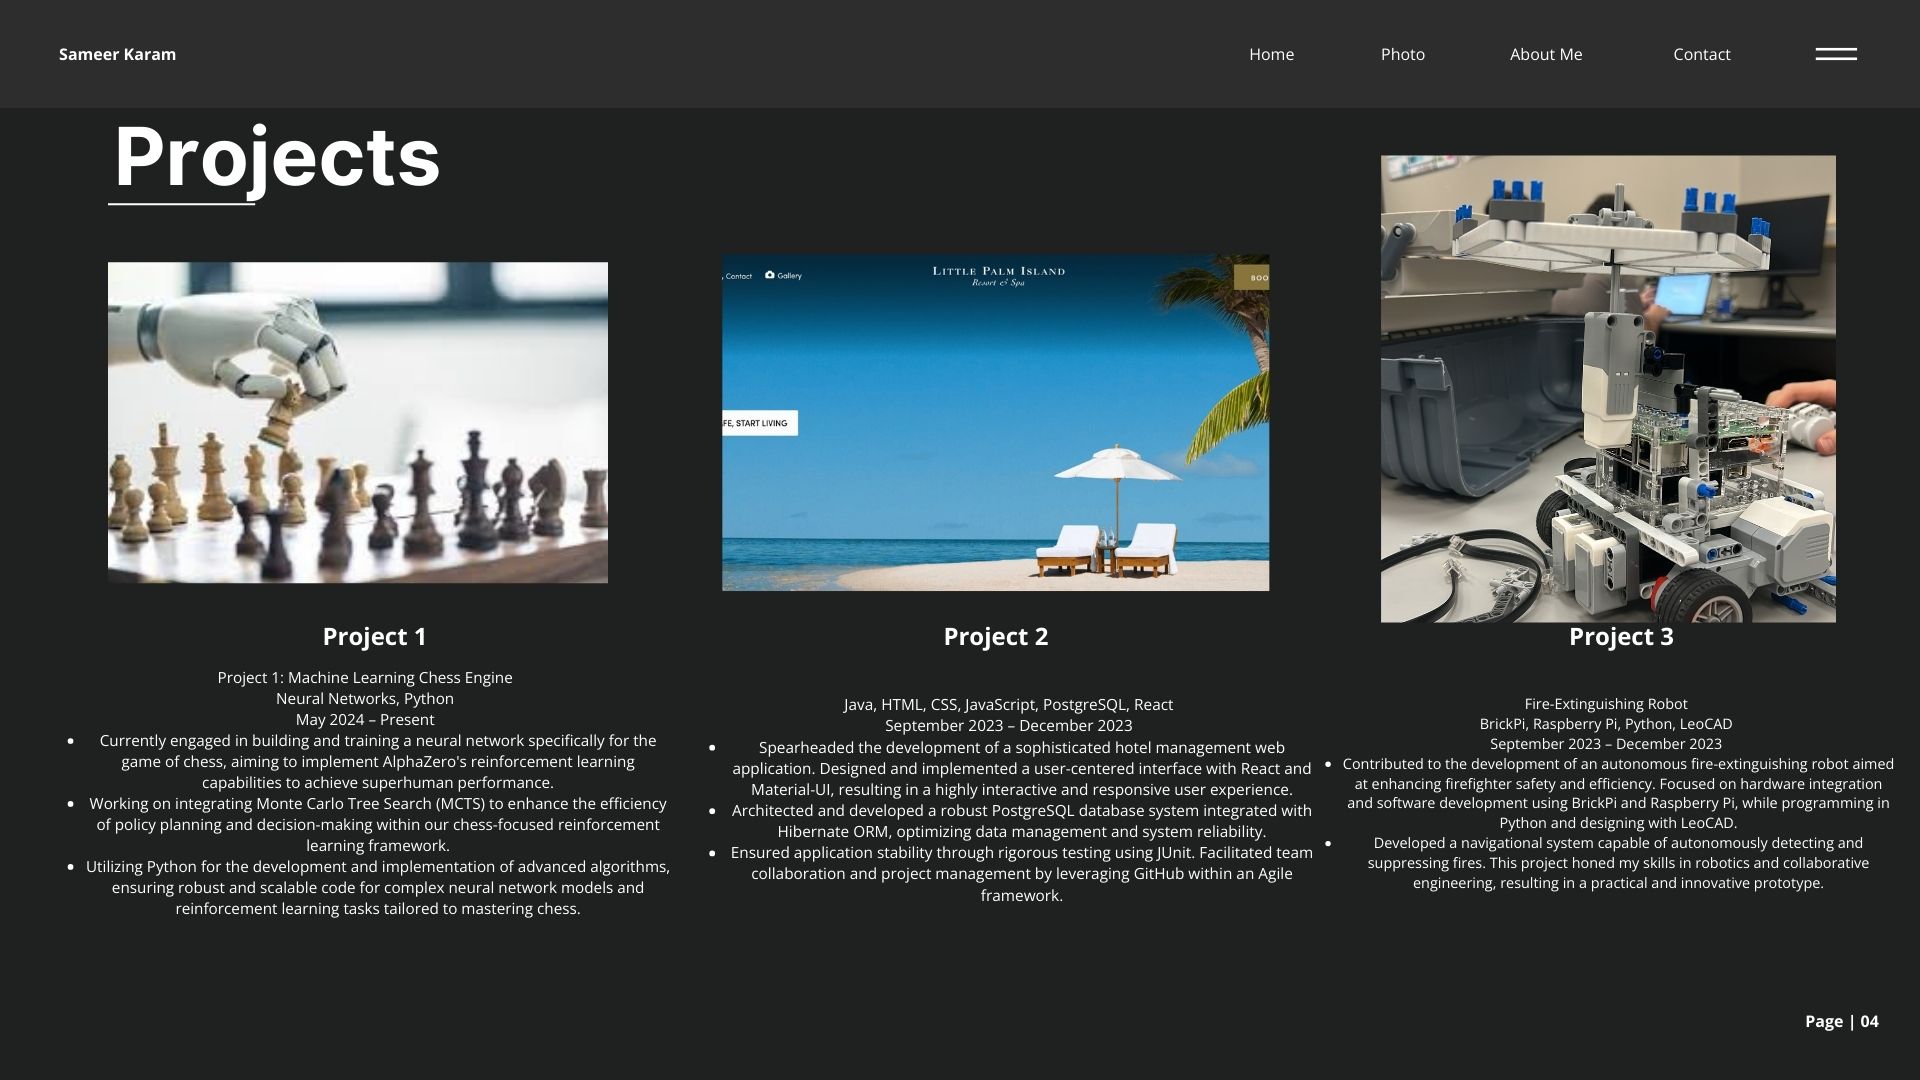 Sameer Karam
Home
Photo
About Me
Contact
Projects
Contact
Gallery
LITTLE PALM ISLAND
Resort & Spa
BOO
FE, START LIVING
Project 1
Project 1: Machine Learning Chess Engine
Neural Networks, Python
May 2024 – Present
• Currently engaged in building and training a neural network specifically for the
game of chess, aiming to implement AlphaZero's reinforcement learning
capabilities to achieve superhuman performance.
• Working on integrating Monte Carlo Tree Search (MCTS) to enhance the efficiency
of policy planning and decision-making within our chess-focused reinforcement
learning framework.
• Utilizing Python for the development and implementation of advanced algorithms,
ensuring robust and scalable code for complex neural network models and
reinforcement learning tasks tailored to mastering chess.
Project 2
Java, HTML, CSS, JavaScript, PostgreSQL, React
September 2023 – December 2023
• Spearheaded the development of a sophisticated hotel management web
application. Designed and implemented a user-centered interface with React and
Material-UI, resulting in a highly interactive and responsive user experience.
• Architected and developed a robust PostgreSQL database system integrated with
Hibernate ORM, optimizing data management and system reliability.
• Ensured application stability through rigorous testing using JUnit. Facilitated team
collaboration and project management by leveraging GitHub within an Agile
framework.
Project 3
Fire-Extinguishing Robot
BrickPi, Raspberry Pi, Python, LeoCAD
September 2023 – December 2023
• Contributed to the development of an autonomous fire-extinguishing robot aimed
at enhancing firefighter safety and efficiency. Focused on hardware integration
and software development using BrickPi and Raspberry Pi, while programming in
Python and designing with LeoCAD.
• Developed a navigational system capable of autonomously detecting and
suppressing fires. This project honed my skills in robotics and collaborative
engineering, resulting in a practical and innovative prototype.
Page | 04